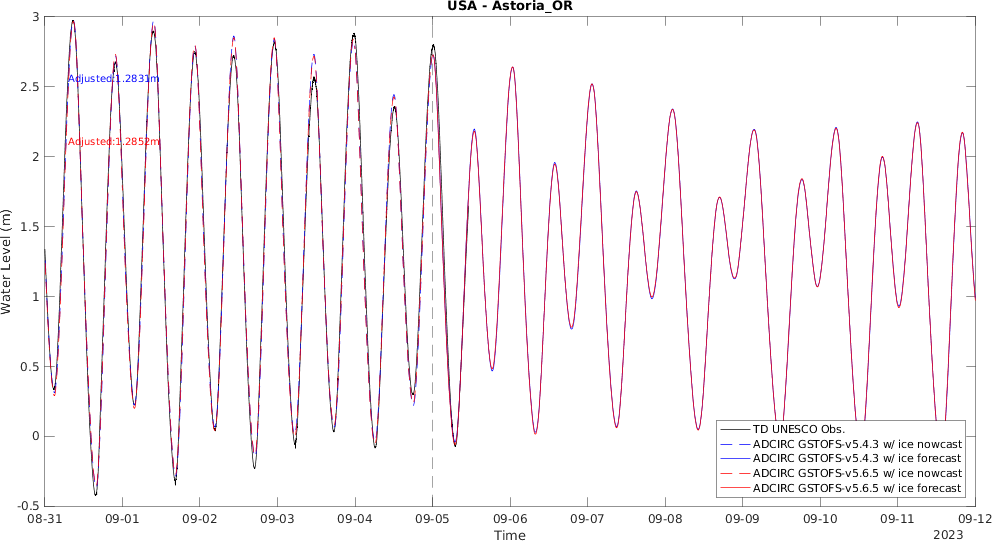 USA - Astoria_OR
3
2.5
2
1.5
1
0.5
0
-0.5
Water Level (m)
Adjusted:1.2831m
Adjusted:1.2852m
TD UNESCO Obs.
ADCIRC GSTOFS-v5.4.3 w/ ice nowcast
ADCIRC GSTOFS-v5.4.3 w/ ice forecast
ADCIRC GSTOFS-v5.6.5 w/ ice nowcast
ADCIRC GSTOFS-v5.6.5 w/ ice forecast
08-31 09-01 09-02 09-03 09-04 09-05 09-06 09-07 09-08 09-09 09-10 09-11 09-12
Time
2023